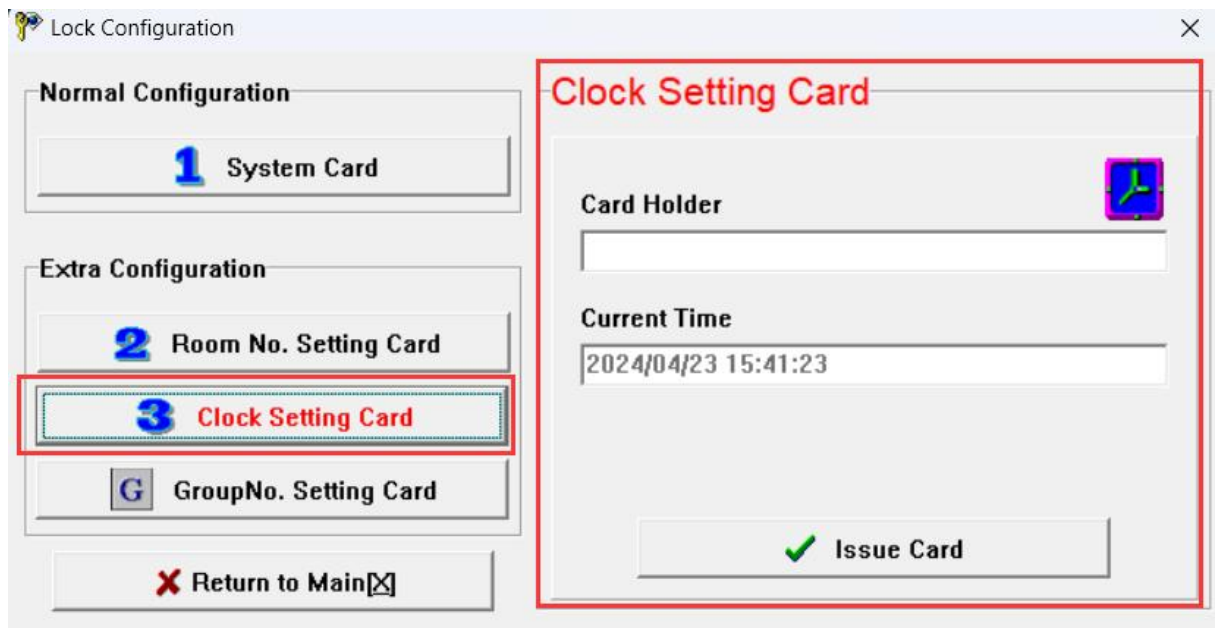 Lock Configuration
Normal Configuration
1 System Card
Extra Configuration
2 Room No. Setting Card
3 Clock Setting Card
G GroupNo. Setting Card
Return to Main[X]
Clock Setting Card
Card Holder
Current Time
2024/04/23 15:41:23
Issue Card